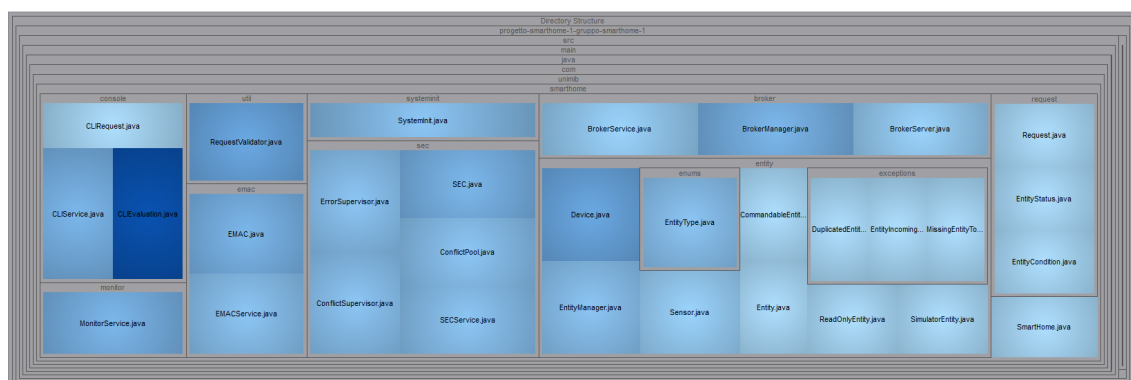 Directory Structure
progetto-smarthome-1-gruppo-smarthome-1
src
main
java
com
unimib
smarthome
console
CLIRequest.java
CLIService.java
CLIEvaluation.java
monitor
MonitorService.java
util
RequestValidator.java
emac
EMAC.java
EMACService.java
systeminit
SystemInit.java
sec
ErrorSupervisor.java
SEC.java
ConflictPool.java
ConflictSupervisor.java
SECService.java
broker
BrokerService.java
BrokerManager.java
BrokerServer.java
entity
Device.java
enums
EntityType.java
CommandableEntit...
exceptions
DuplicatedEntit...
EntityIncoming...
MissingEntityTo...
EntityManager.java
Sensor.java
Entity.java
ReadOnlyEntity.java
SimulatorEntity.java
request
Request.java
EntityStatus.java
EntityCondition.java
SmartHome.java